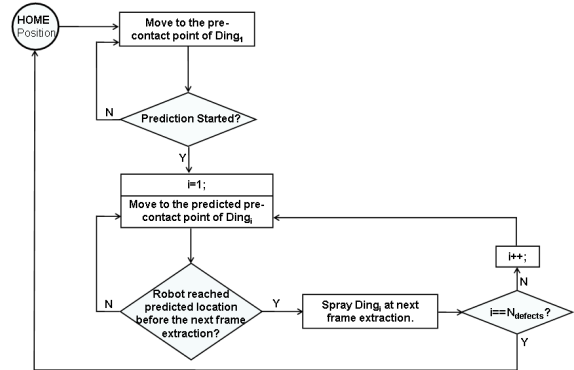 HOME
Position
Move to the pre-
contact point of Ding1
N
Prediction Started?
Y
i=1;
Move to the predicted pre-
contact point of Dingi
i++;
N
Robot reached
predicted location
before the next frame
extraction?
N
Y
Spray Dingi at next
frame extraction.
i==Ndefects?
Y